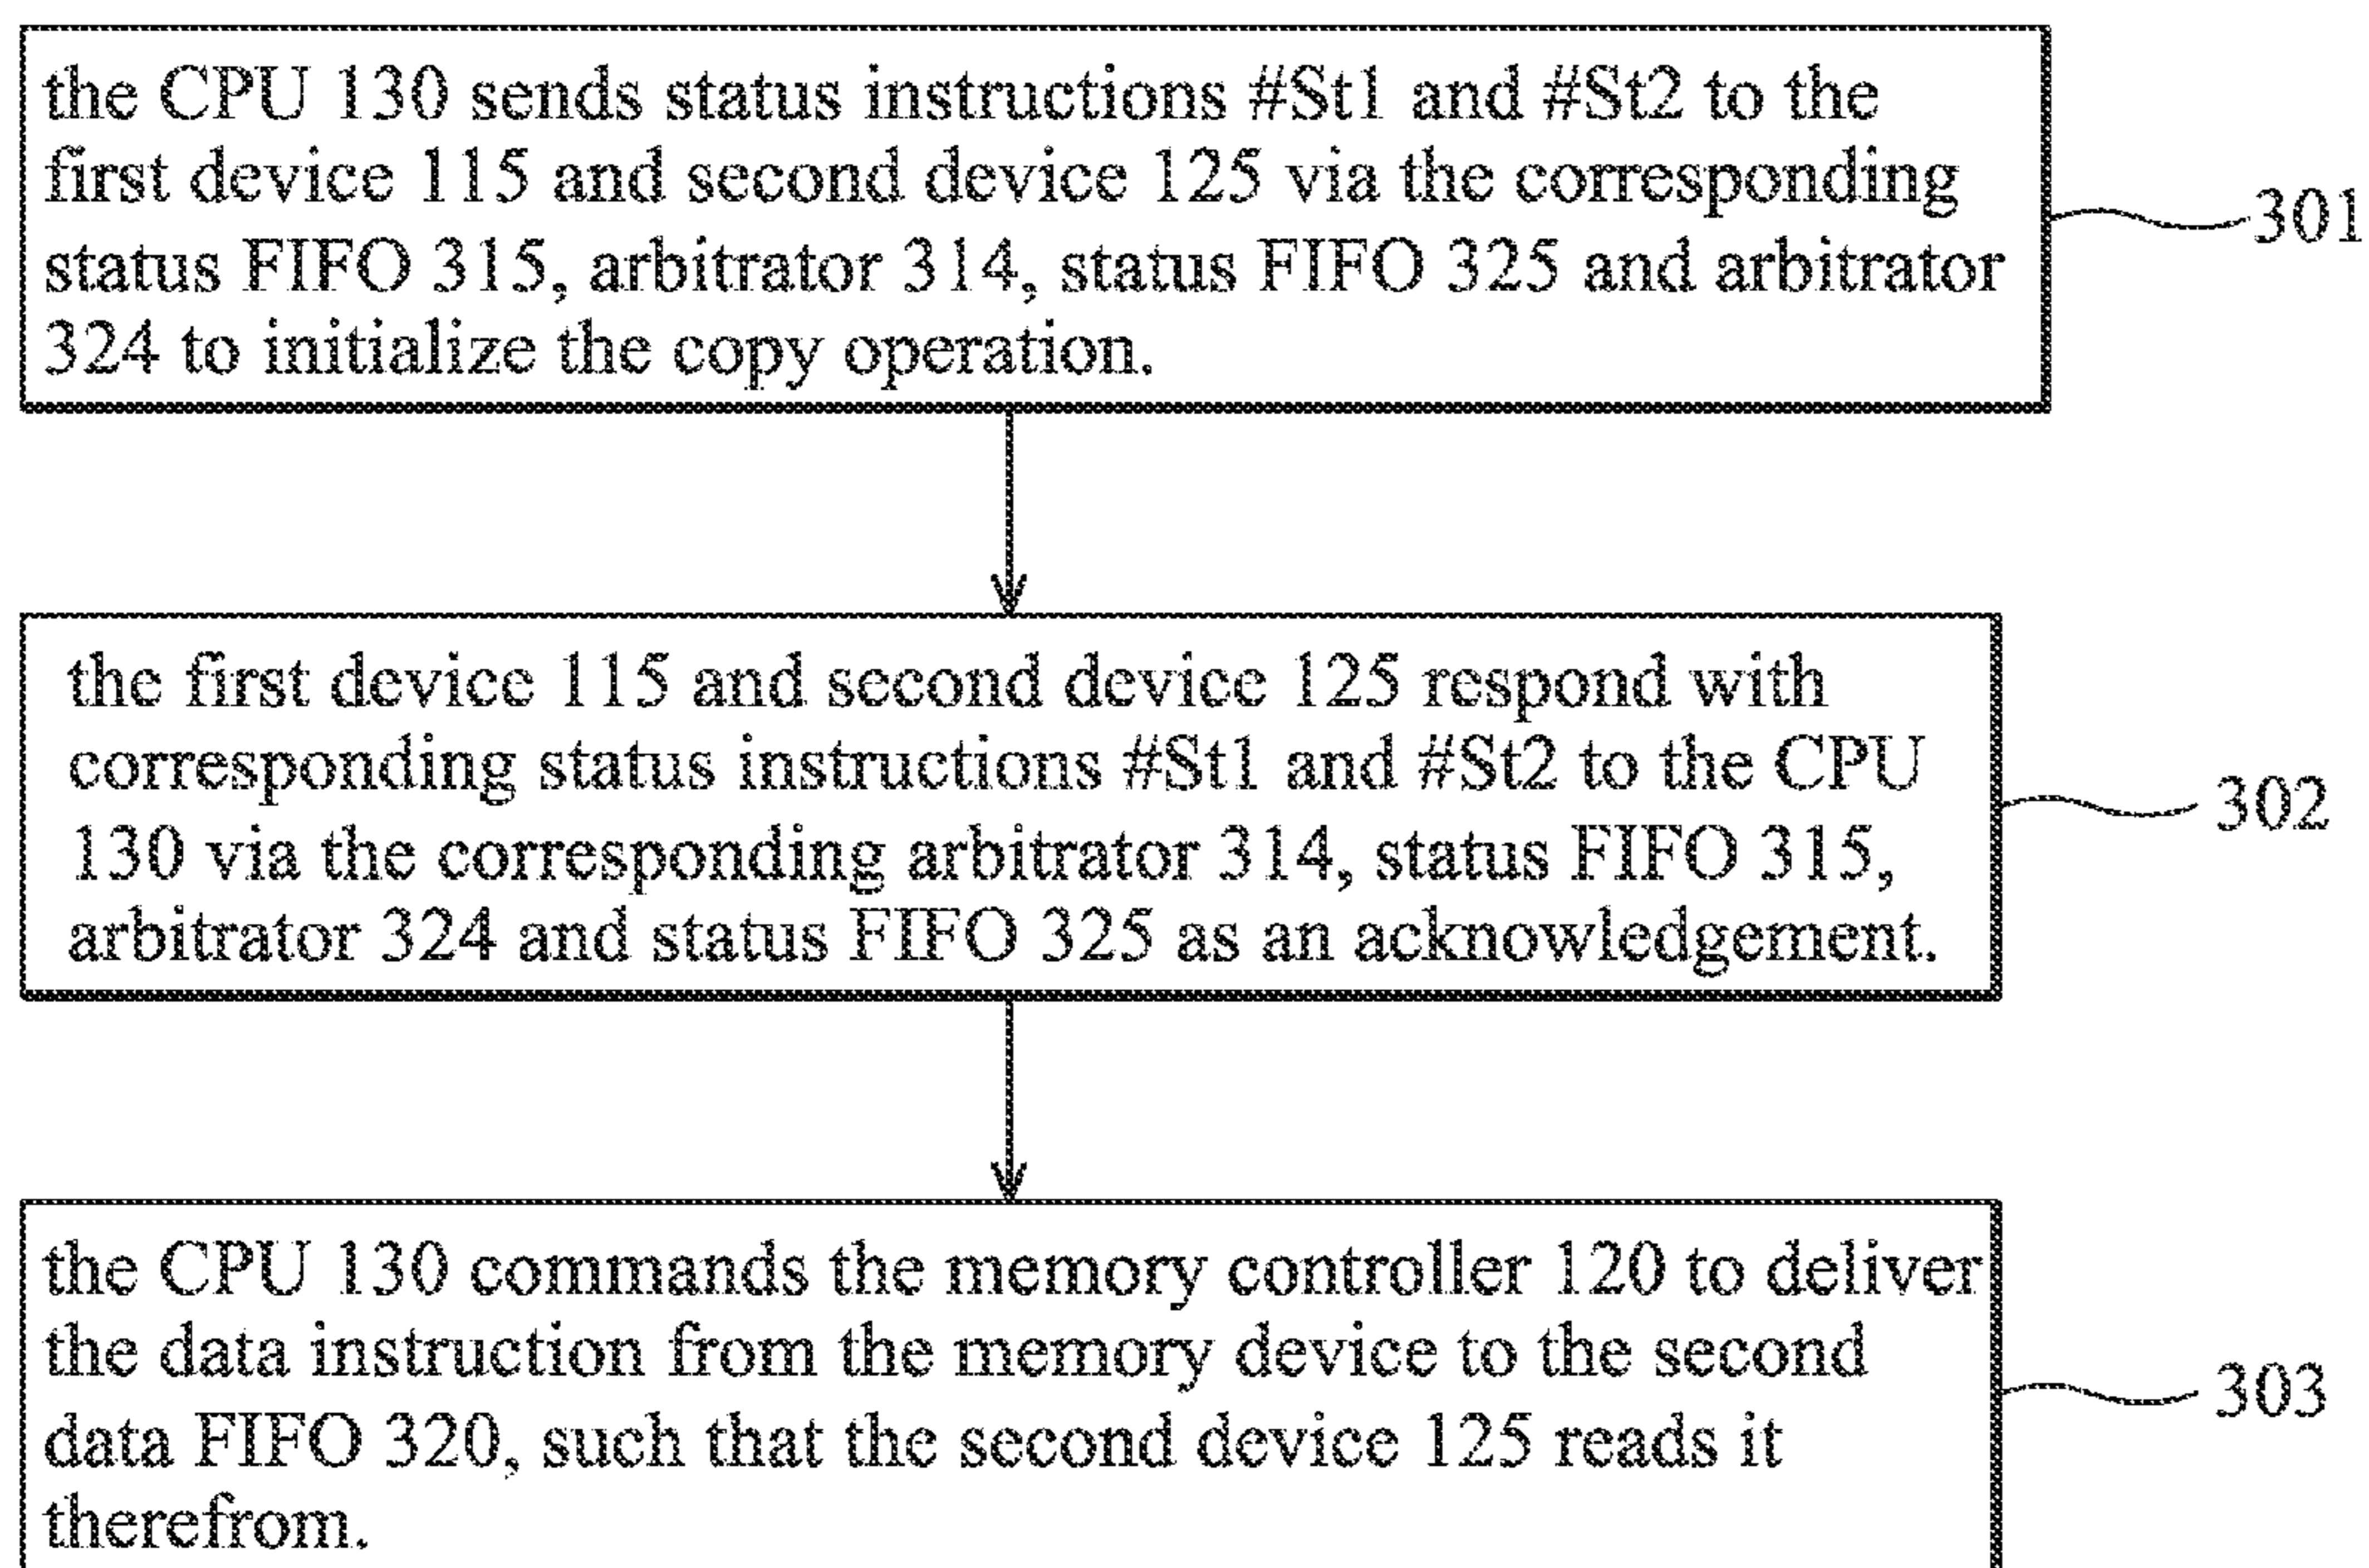 the CPU 130 sends status instructions #St1 and #St2 to the
first device 115 and second device 125 via the corresponding
status FIFO 315, arbitrator 314, status FIFO 325 and arbitrator
324 to initialize the copy operation.
301
the first device 115 and second device 125 respond with
corresponding status instructions #St1 and #St2 to the CPU
130 via the corresponding arbitrator 314, status FIFO 315,
arbitrator 324 and status FIFO 325 as an acknowledgement.
302
the CPU 130 commands the memory controller 120 to deliver
the data instruction from the memory device to the second
data FIFO 320, such that the second device 125 reads it
therefrom.
303